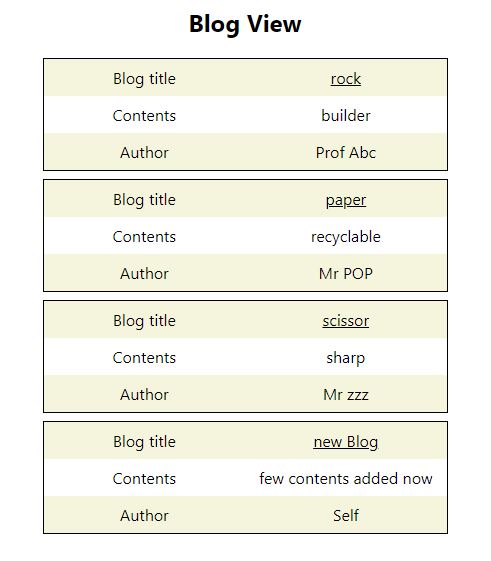 Blog View
Blog title rock
Contents builder
Author Prof Abc
Blog title paper
Contents recyclable
Author Mr POP
Blog title scissor
Contents sharp
Author Mr zzz
Blog title new Blog
Contents few contents added now
Author Self